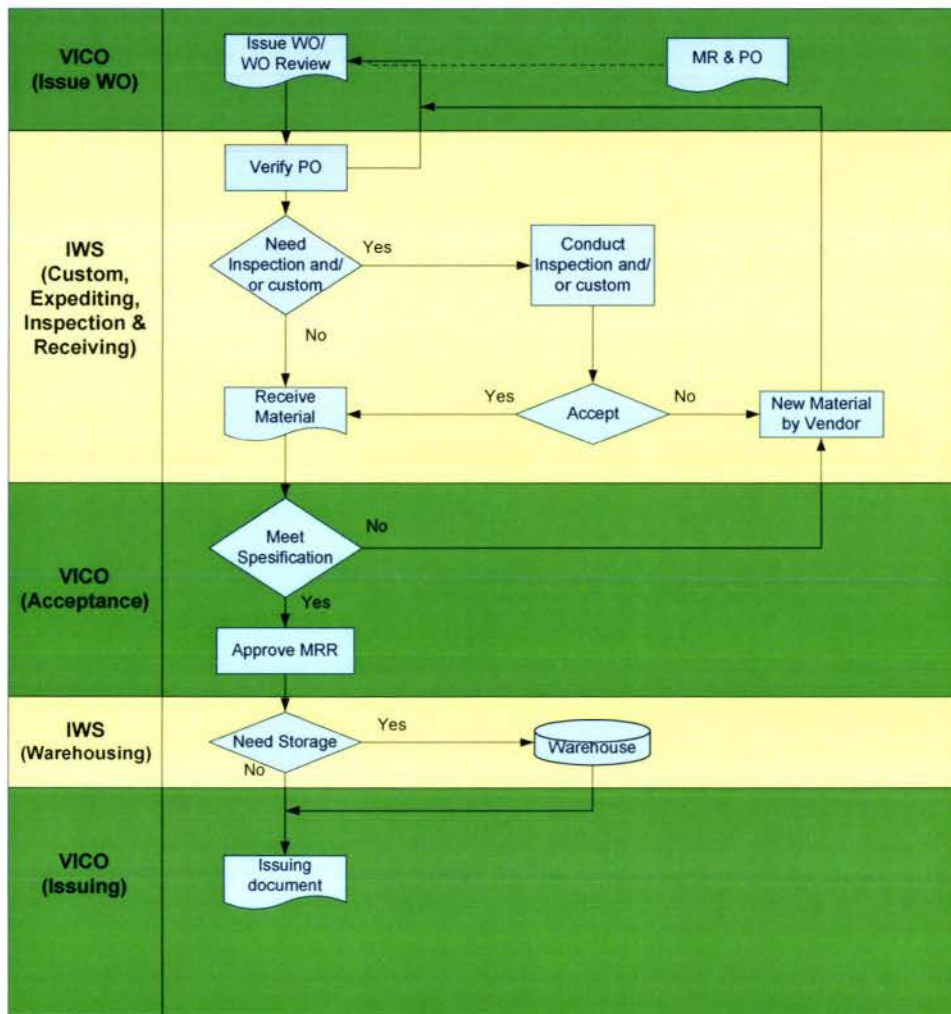 VICO
(Issue WO)
Issue WO/
WO Review
MR & PO
IWS
(Custom,
Expediting,
Inspection &
Receiving)
Verify PO
Need
Inspection and/
or custom
Yes
Conduct
Inspection and/
or custom
No
Receive
Material
Yes
Accept
No
New Material
by Vendor
VICO
(Acceptance)
Meet
Spesification
No
Yes
Approve MRR
IWS
(Warehousing)
Need Storage
Yes
Warehouse
No
VICO
(Issuing)
Issuing
document